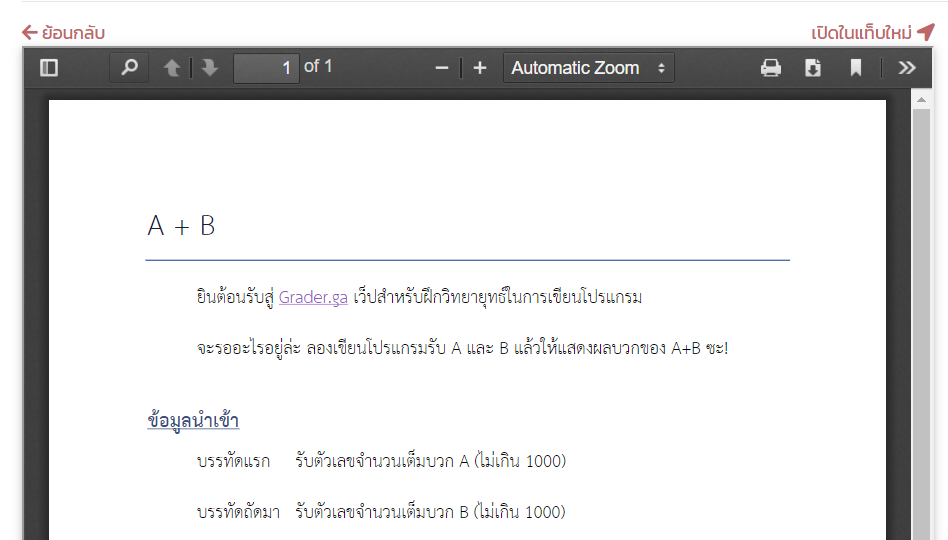 ย้อนกลับ เปิดในแท็บใหม่
1 of 1 Automatic Zoom
A + B
ยินต้อนรับสู่ Grader.ga เว็ปสำหรับฝึกวิทยายุทธ์ในการเขียนโปรแกรม
จะรออะไรอยู่ล่ะ ลองเขียนโปรแกรมรับ A และ B แล้วให้แสดงผลบวกของ A+B ซะ!
ข้อมูลนำเข้า
บรรทัดแรก รับตัวเลขจำนวนเต็มบวก A (ไม่เกิน 1000)
บรรทัดถัดมา รับตัวเลขจำนวนเต็มบวก B (ไม่เกิน 1000)